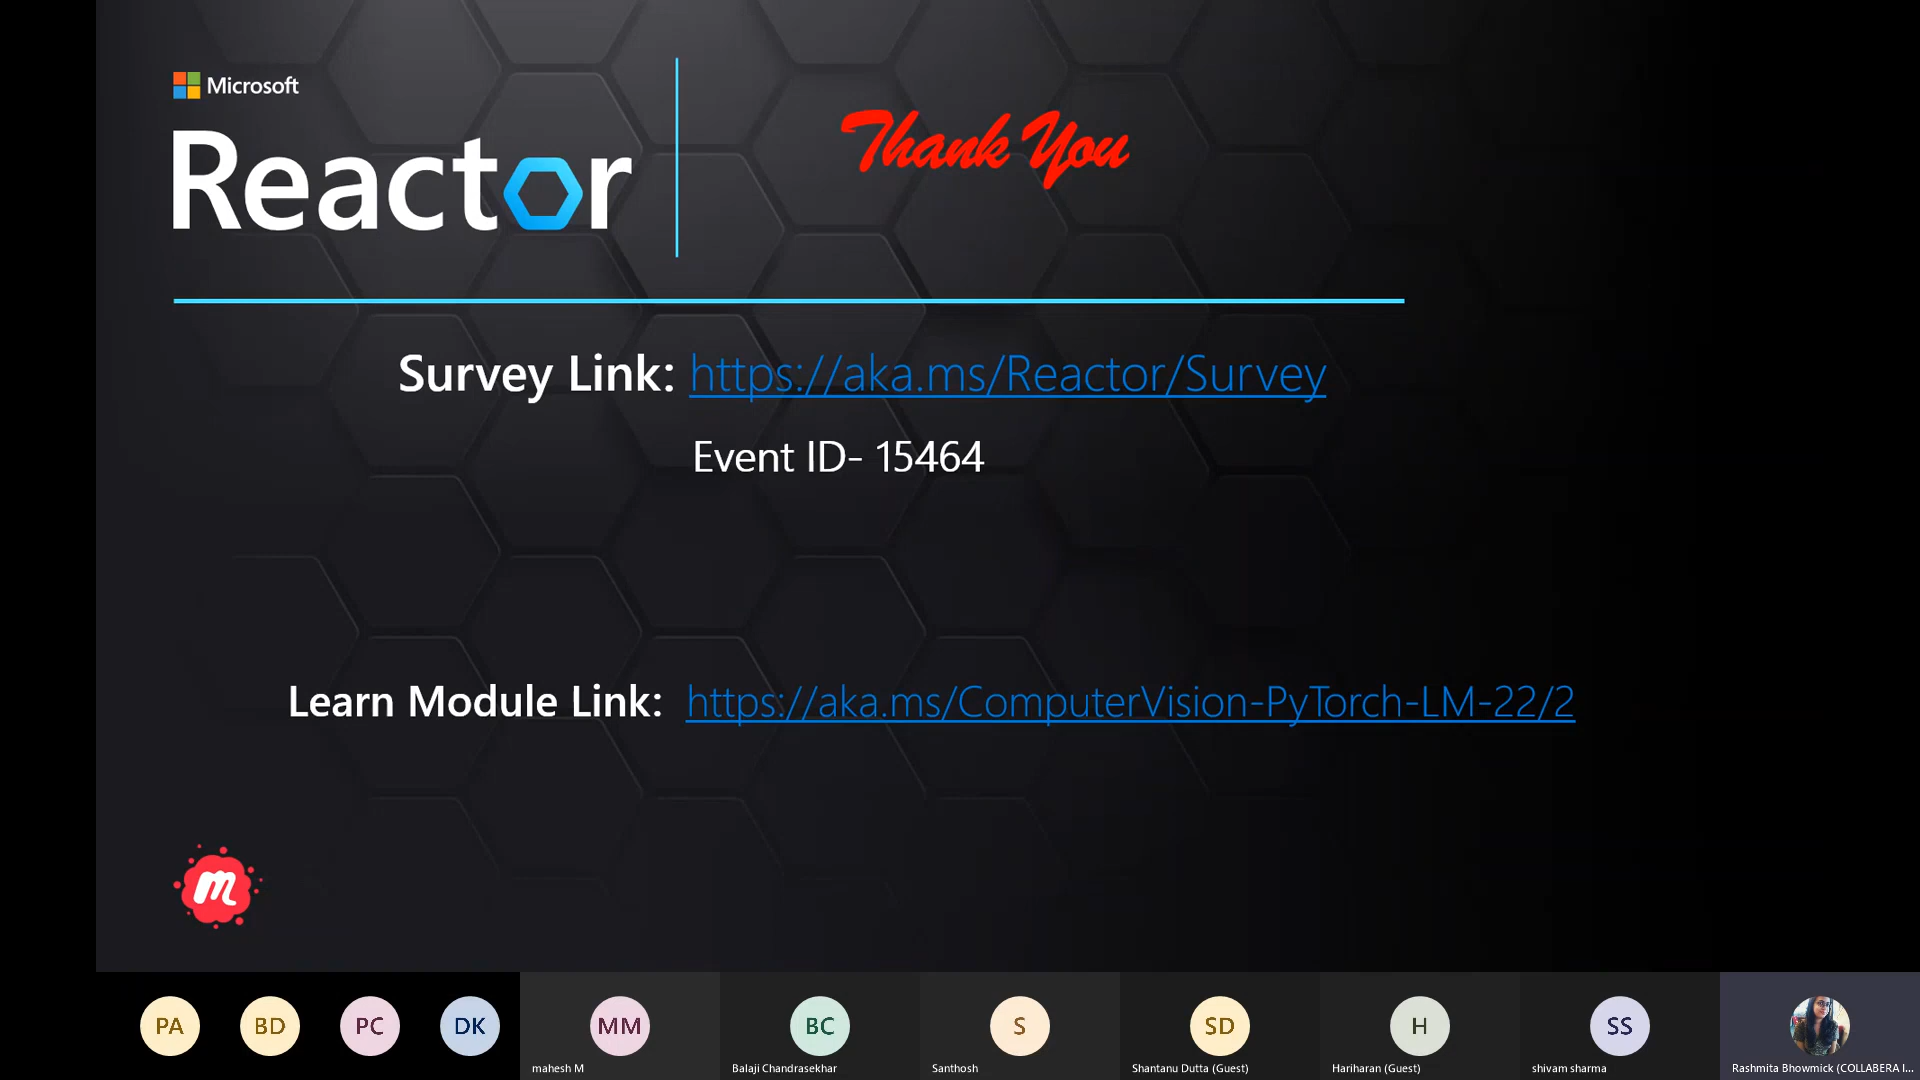 Microsoft
Reactor
Thank You
Survey Link: https://aka.ms/Reactor/Survey
Event ID- 15464
Learn Module Link: https://aka.ms/ComputerVision-PyTorch-LM-22/2
m
PA
BD
PC
DK
MM
BC
S
SD
H
SS
mahesh M
Balaji Chandrasekhar
Santhosh
Shantanu Dutta (Guest)
Hariharan (Guest)
shivam sharma
Rashmita Bhowmick (COLLABERA I...